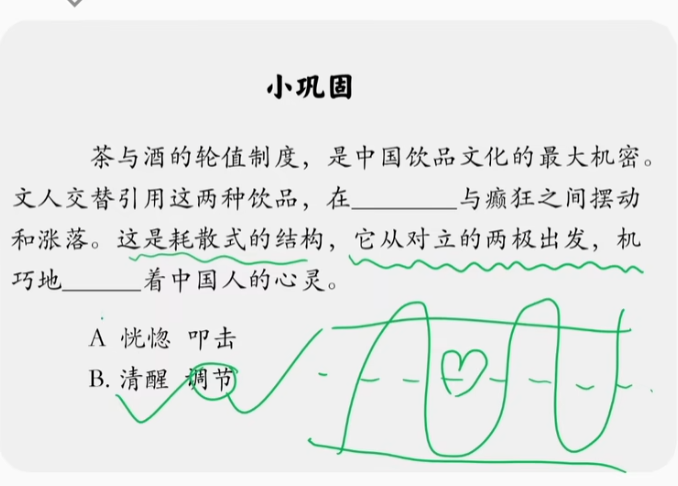 小巩固
茶与酒的轮值制度，是中国饮品文化的最大机密。
文人交替引用这两种饮品，在________与癫狂之间摆动
和涨落。这是耗散式的结构，它从对立的两极出发，机
巧地______着中国人的心灵。
A 恍惚 叩击
B. 清醒 调节